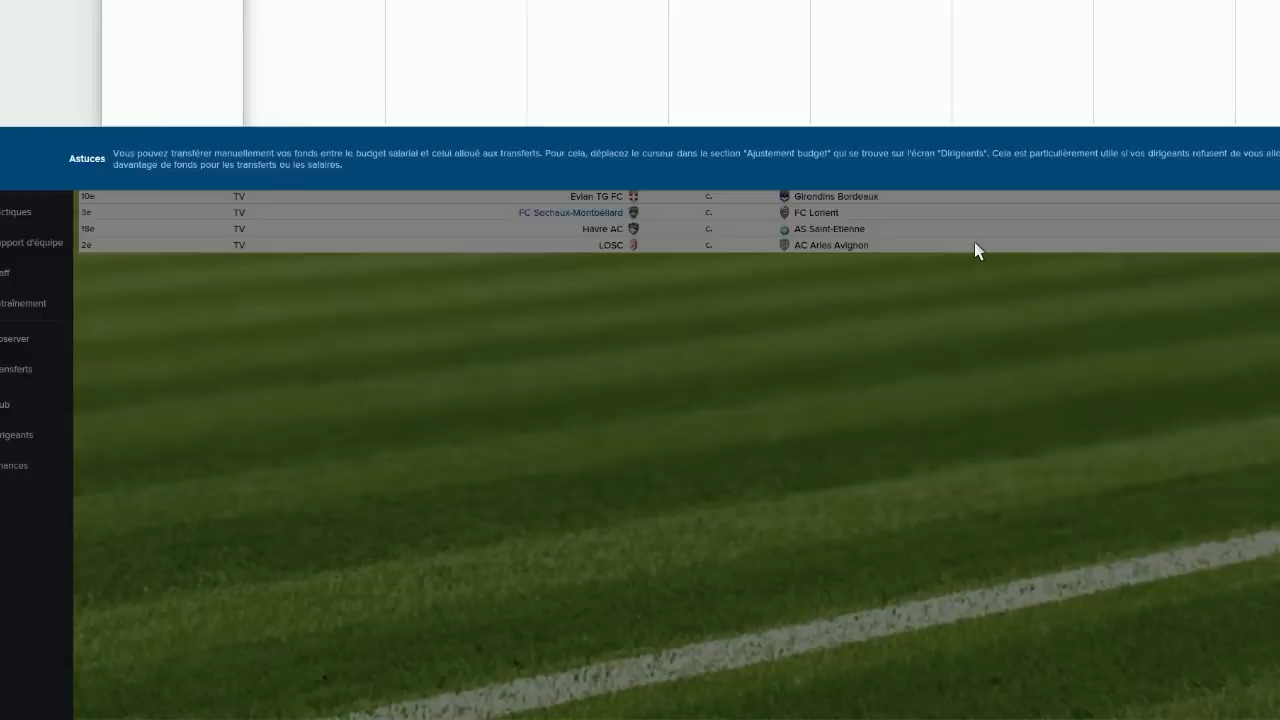 Astuces
Vous pouvez transférer manuellement vos fonds entre le budget salarial et celui alloué aux transferts. Pour cela, déplacez le curseur dans la section "Ajustement budget" qui se trouve sur l'écran "Dirigeants". Cela est particulièrement utile si vos dirigeants refusent de vous allo
davantage de fonds pour les transferts ou les salaires.
10e TV Evian TG FC c. Girondins Bordeaux
3e TV FC Sochaux-Montbéliard c. FC Lorient
18e TV Havre AC c. AS Saint-Etienne
2e TV LOSC c. AC Arles Avignon
ctiques
pport d'équipe
aff
traînement
bserver
ansferts
ub
rigeants
nances